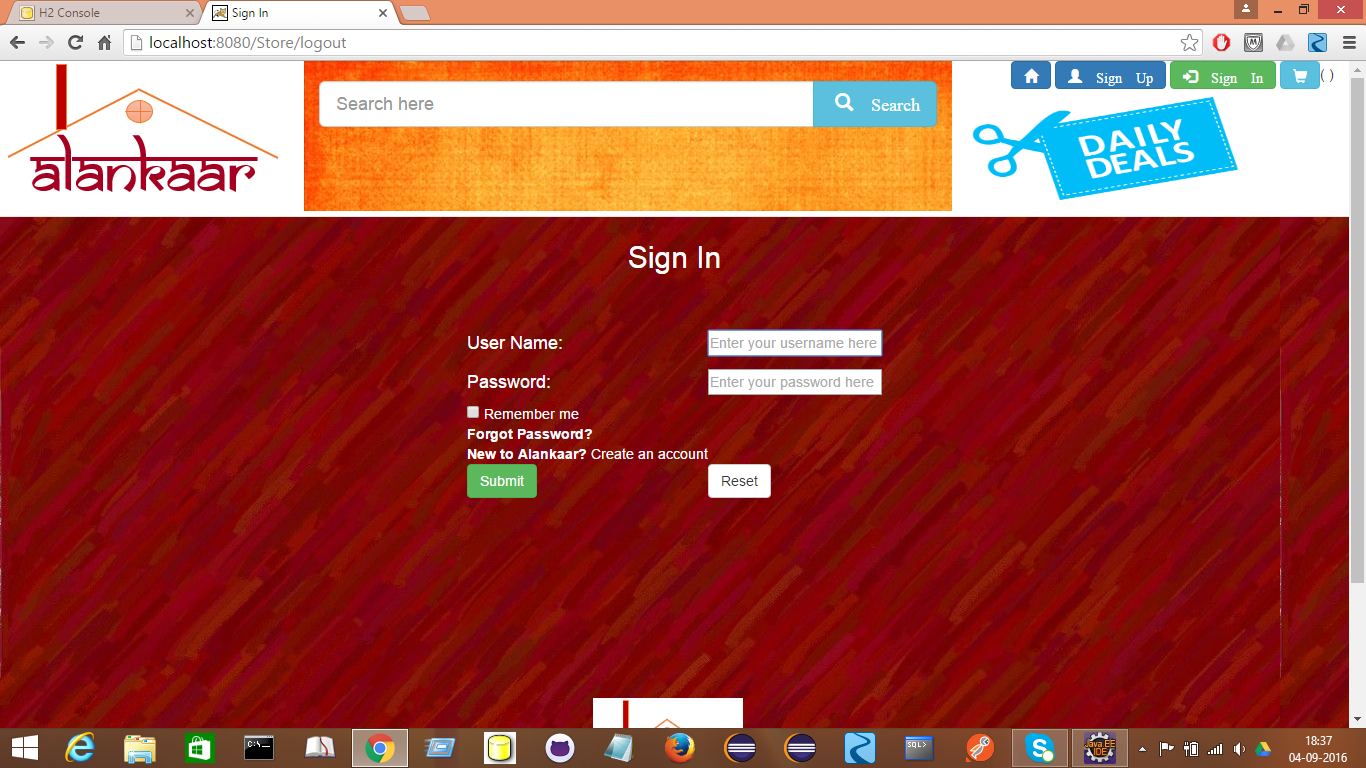 H2 Console
Sign In
localhost:8080/Store/logout
alankaar
Search here
Search
Sign Up
Sign In
( )
DAILY
DEALS
Sign In
User Name:
Enter your username here
Password:
Enter your password here
Remember me
Forgot Password?
New to Alankaar? Create an account
Submit
Reset
C:\_
SQL>
Java EE
IDE
18:37
04-09-2016